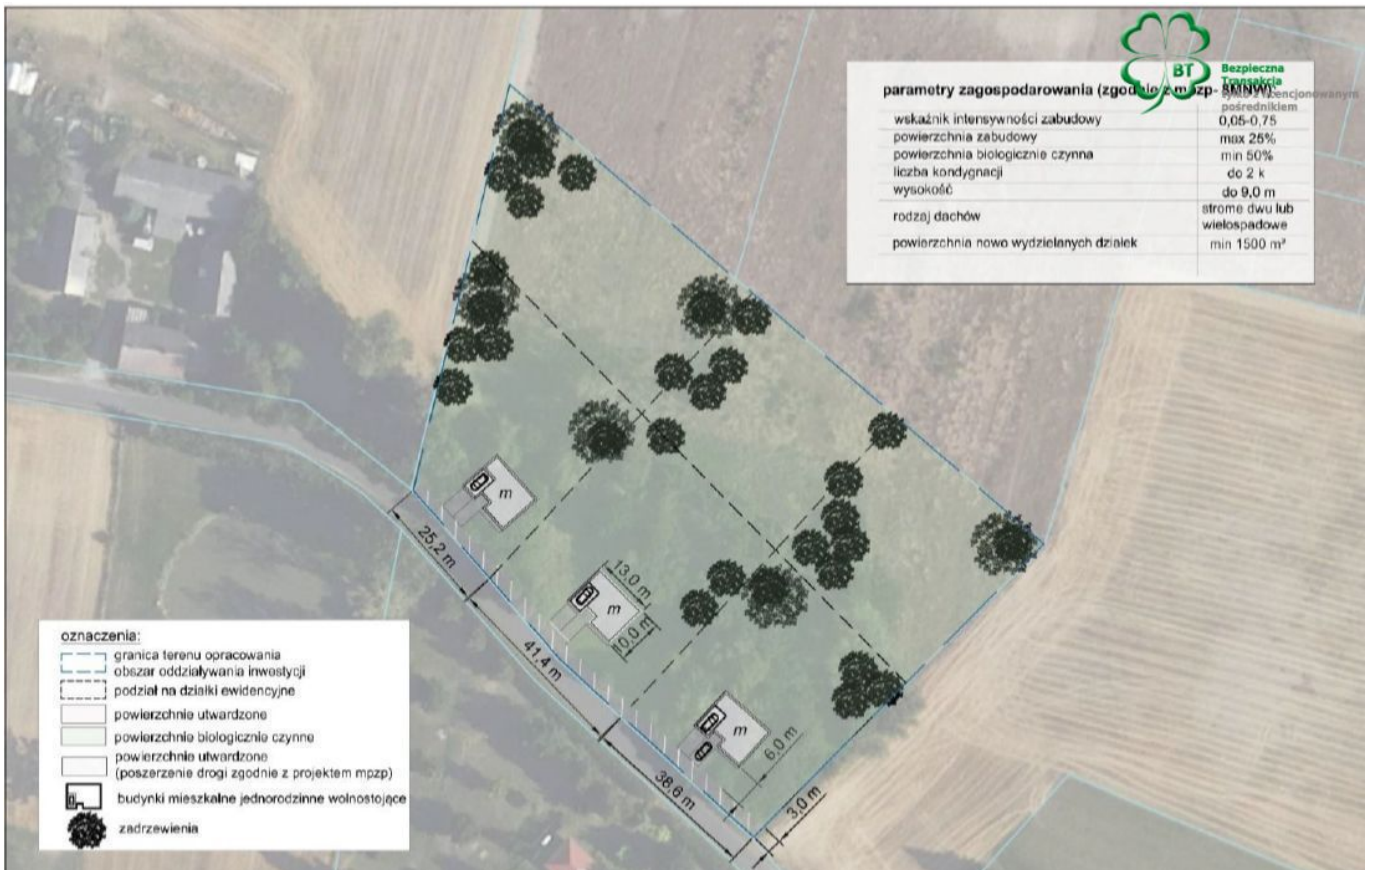 BT
Bezpieczna
Transakcja
tylko z licencjonowanym
pośrednikiem
parametry zagospodarowania (zgodnie z mpzp- 8MNW):
wskaźnik intensywności zabudowy 0,05-0,75
powierzchnia zabudowy max 25%
powierzchnia biologicznie czynna min 50%
liczba kondygnacji do 2 k
wysokość do 9,0 m
rodzaj dachów strome dwu lub
wielospadowe
powierzchnia nowo wydzielanych działek min 1500 m²
m
25,2 m
13,0 m
m
10,0 m
41,4 m
m
6,0 m
38,6 m
3,0 m
oznaczenia:
granica terenu opracowania
obszar oddziaływania inwestycji
podział na działki ewidencyjne
powierzchnie utwardzone
powierzchnie biologicznie czynne
powierzchnie utwardzone
(poszerzenie drogi zgodnie z projektem mpzp)
budynki mieszkalne jednorodzinne wolnostojące
zadrzewienia